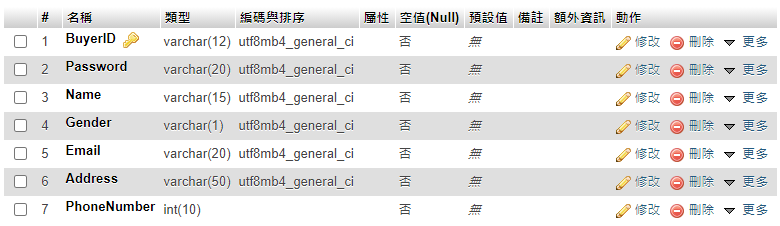 # 名稱 類型 編碼與排序 屬性 空值(Null) 預設值 備註 額外資訊 動作
1 BuyerID varchar(12) utf8mb4_general_ci 否 無 修改 刪除 更多
2 Password varchar(20) utf8mb4_general_ci 否 無 修改 刪除 更多
3 Name varchar(15) utf8mb4_general_ci 否 無 修改 刪除 更多
4 Gender varchar(1) utf8mb4_general_ci 否 無 修改 刪除 更多
5 Email varchar(20) utf8mb4_general_ci 否 無 修改 刪除 更多
6 Address varchar(50) utf8mb4_general_ci 否 無 修改 刪除 更多
7 PhoneNumber int(10) 否 無 修改 刪除 更多